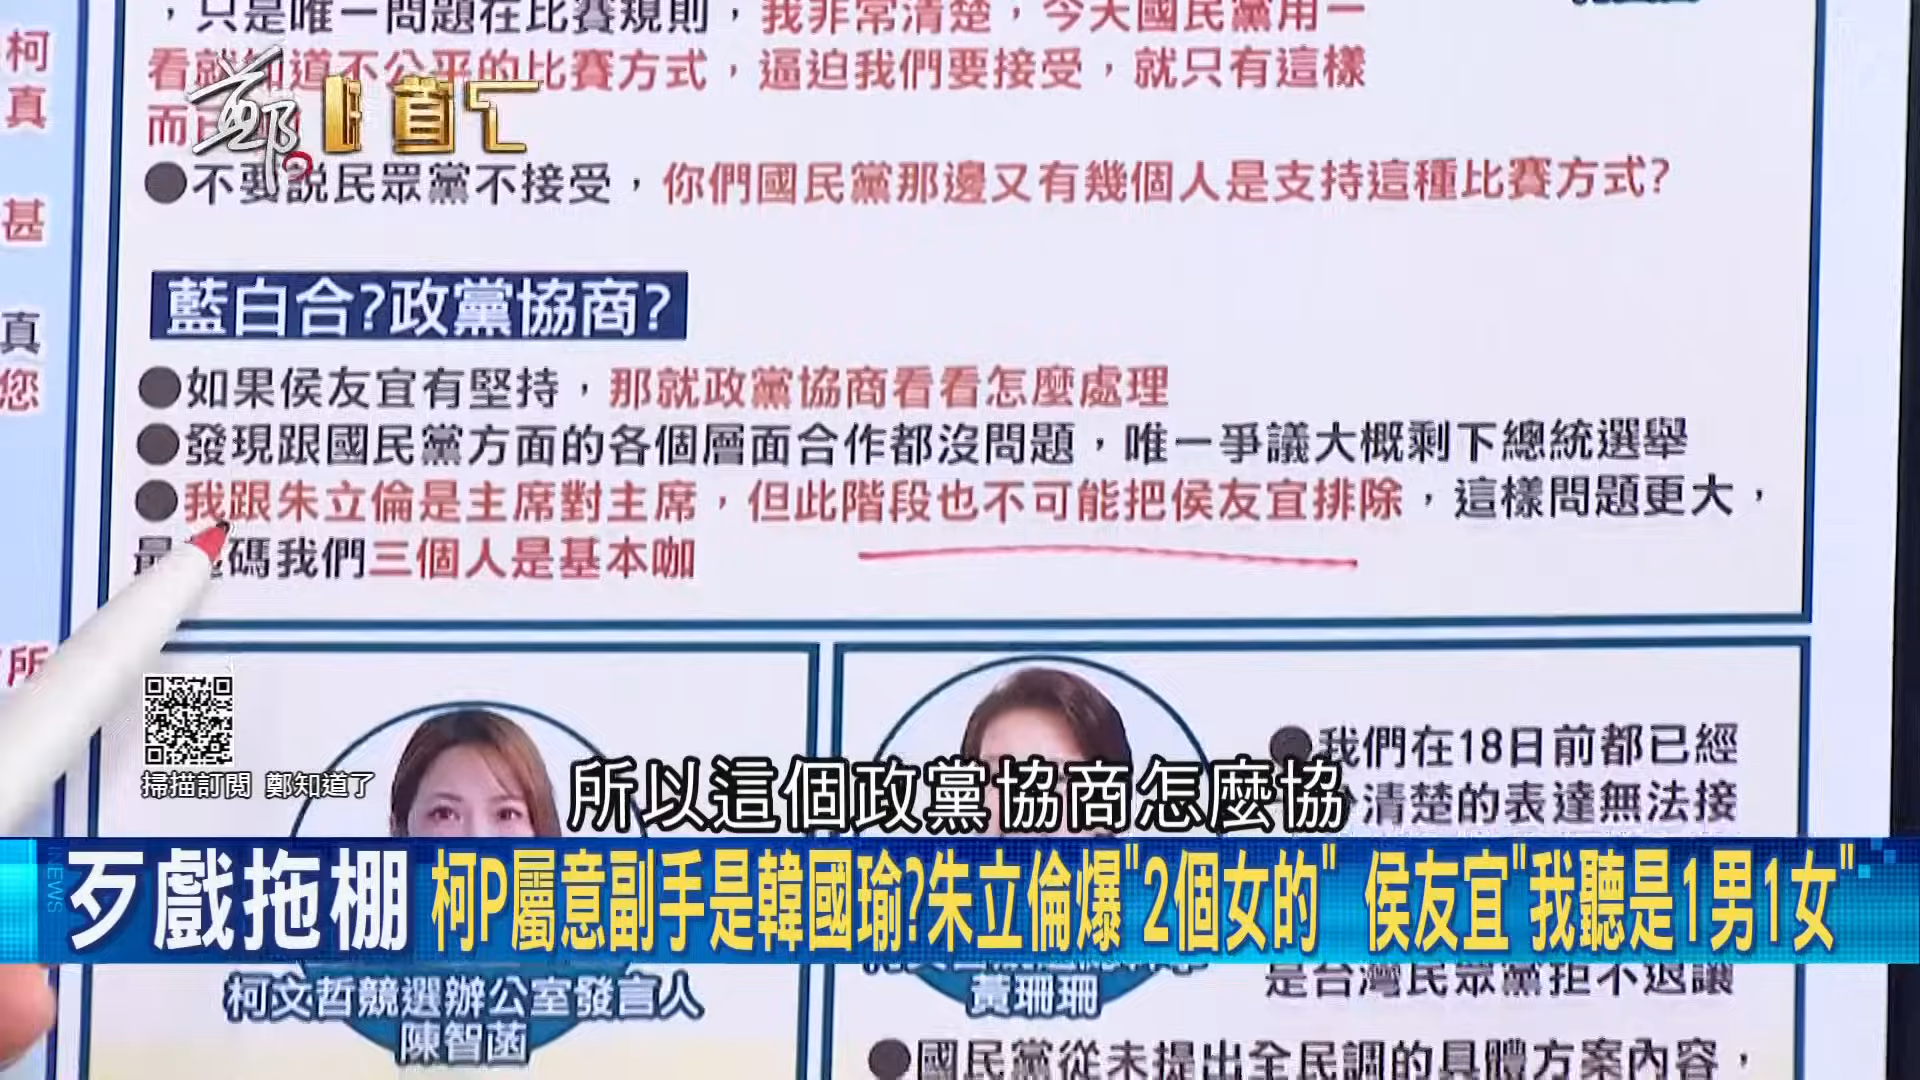 ，只是唯一問題在比賽規則，我非常清楚，今天國民黨用一
看就知道不公平的比賽方式，逼迫我們要接受，就只有這樣
而已
●不要說民眾黨不接受，你們國民黨那邊又有幾個人是支持這種比賽方式?
藍白合?政黨協商?
●如果侯友宜有堅持，那就政黨協商看看怎麼處理
●發現跟國民黨方面的各個層面合作都沒問題，唯一爭議大概剩下總統選舉
●我跟朱立倫是主席對主席，但此階段也不可能把侯友宜排除，這樣問題更大，
最 碼我們三個人是基本咖
柯
真
甚
真
您
所
鄭
掃描訂閱 鄭知道了
●我們在18日前都已經
清楚的表達無法接
所以這個政黨協商怎麼協
NEWS
歹戲拖棚
柯P屬意副手是韓國瑜?朱立倫爆"2個女的" 侯友宜"我聽是1男1女"
柯文哲競選辦公室發言人
陳智菡
黃珊珊
是台灣民眾黨拒不退讓
●國民黨從未提出全民調的具體方案內容，